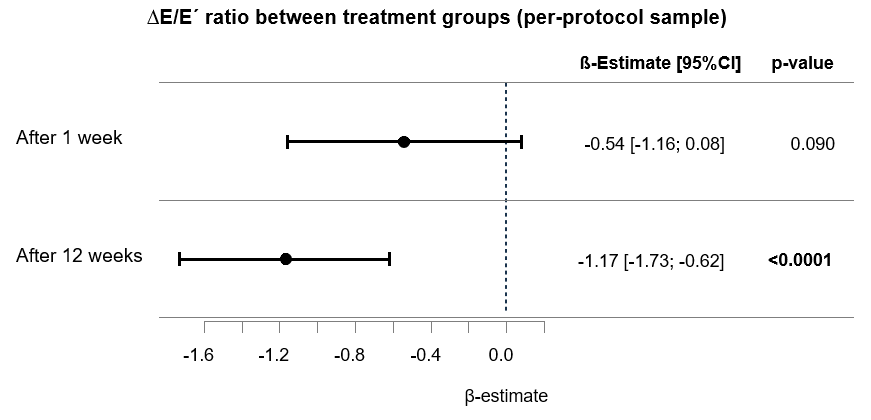 ΔE/E´ ratio between treatment groups (per-protocol sample)
ß-Estimate [95%CI] p-value
After 1 week -0.54 [-1.16; 0.08] 0.090
After 12 weeks -1.17 [-1.73; -0.62] <0.0001
-1.6 -1.2 -0.8 -0.4 0.0
β-estimate